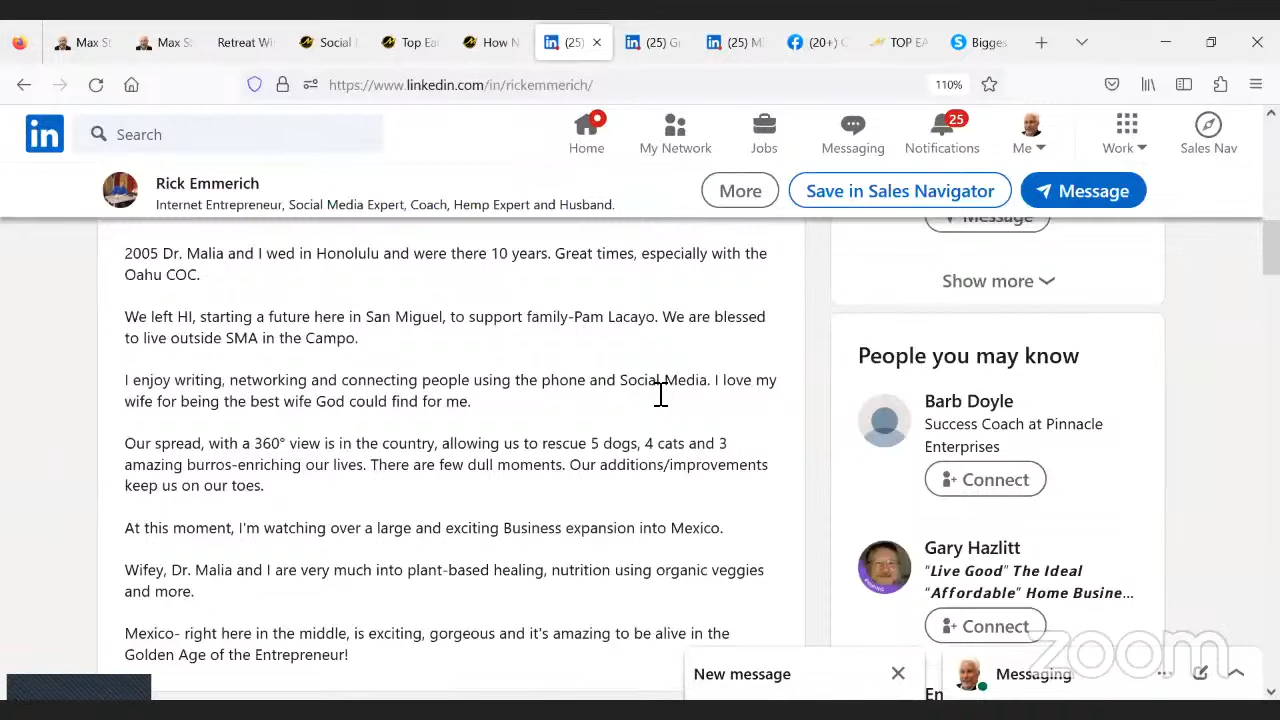 Max S
Max S
Retreat Wi
Social
Top Ea
How N
(25)
(25) G
(25) M
(20+) C
TOP EA
Bigges
https://www.linkedin.com/in/rickemmerich/
110%
in
Search
Home
My Network
Jobs
Messaging
25
Notifications
Me
Work
Sales Nav
Rick Emmerich
Internet Entrepreneur, Social Media Expert, Coach, Hemp Expert and Husband.
More
Save in Sales Navigator
Message
2005 Dr. Malia and I wed in Honolulu and were there 10 years. Great times, especially with the
Oahu COC.
We left HI, starting a future here in San Miguel, to support family-Pam Lacayo. We are blessed
to live outside SMA in the Campo.
I enjoy writing, networking and connecting people using the phone and Social Media. I love my
wife for being the best wife God could find for me.
Our spread, with a 360° view is in the country, allowing us to rescue 5 dogs, 4 cats and 3
amazing burros-enriching our lives. There are few dull moments. Our additions/improvements
keep us on our toes.
At this moment, I'm watching over a large and exciting Business expansion into Mexico.
Wifey, Dr. Malia and I are very much into plant-based healing, nutrition using organic veggies
and more.
Mexico- right here in the middle, is exciting, gorgeous and it's amazing to be alive in the
Golden Age of the Entrepreneur!
Message
Show more
People you may know
Barb Doyle
Success Coach at Pinnacle
Enterprises
Connect
Gary Hazlitt
"Live Good" The Ideal
"Affordable" Home Busine...
Connect
En
New message
Messaging
zoom